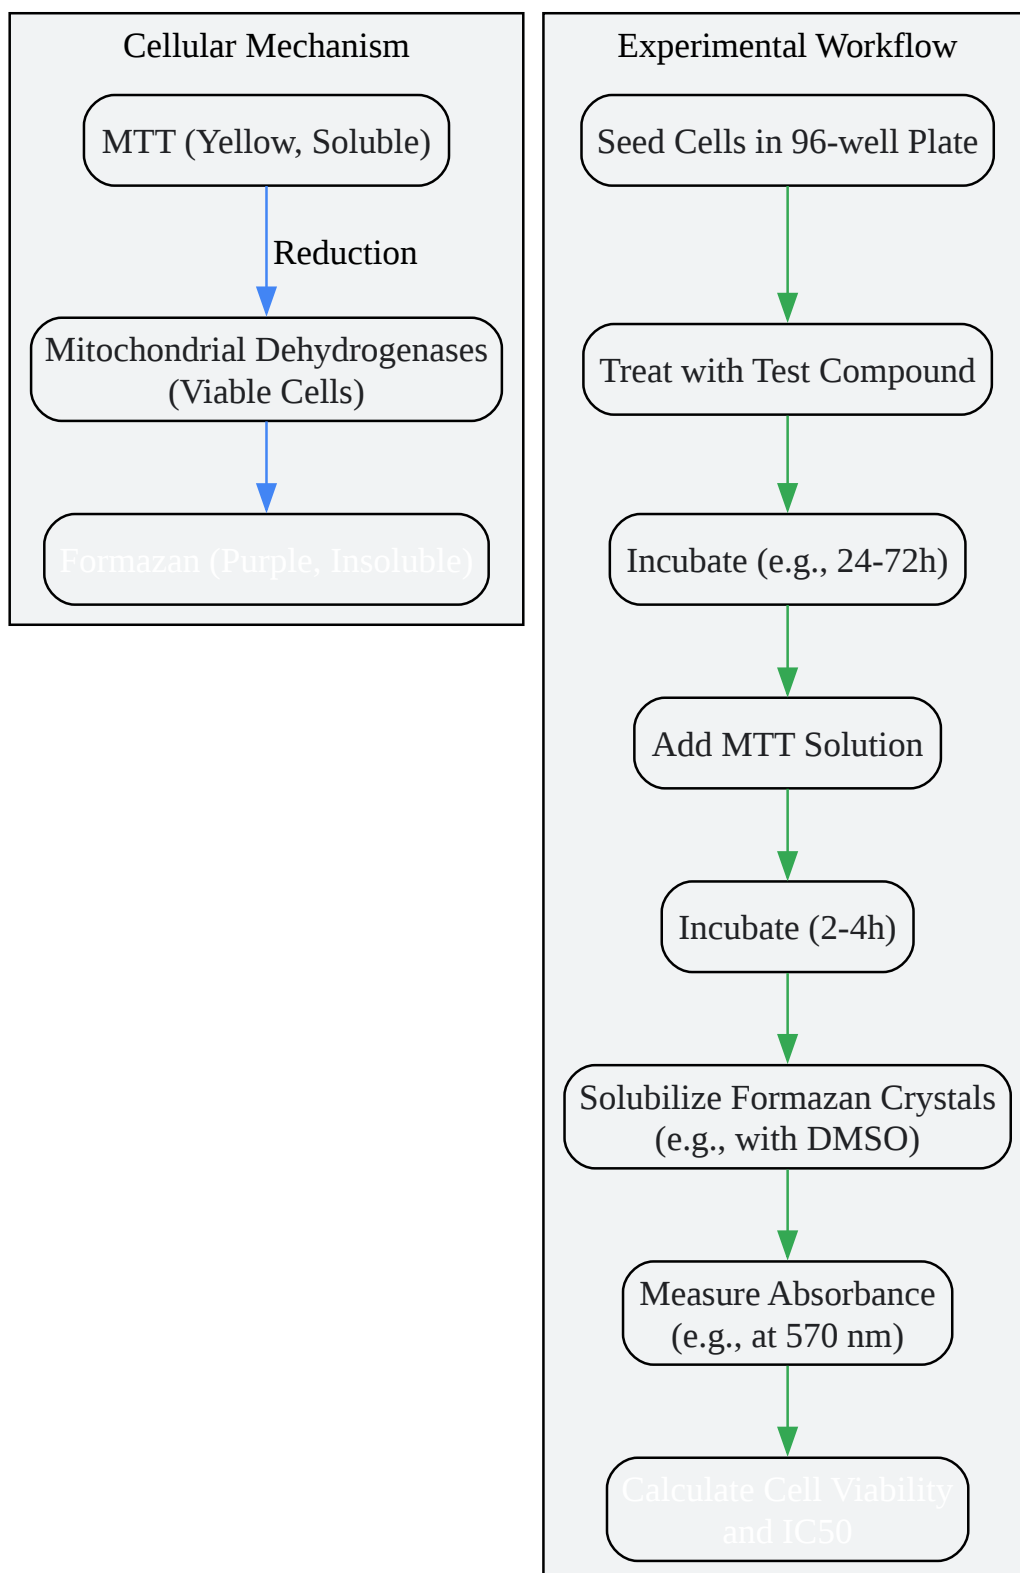 Cellular Mechanism
MTT (Yellow, Soluble)
Reduction
Mitochondrial Dehydrogenases
(Viable Cells)
Formazan (Purple, Insoluble)
Experimental Workflow
Seed Cells in 96-well Plate
Treat with Test Compound
Incubate (e.g., 24-72h)
Add MTT Solution
Incubate (2-4h)
Solubilize Formazan Crystals
(e.g., with DMSO)
Measure Absorbance
(e.g., at 570 nm)
Calculate Cell Viability
and IC50